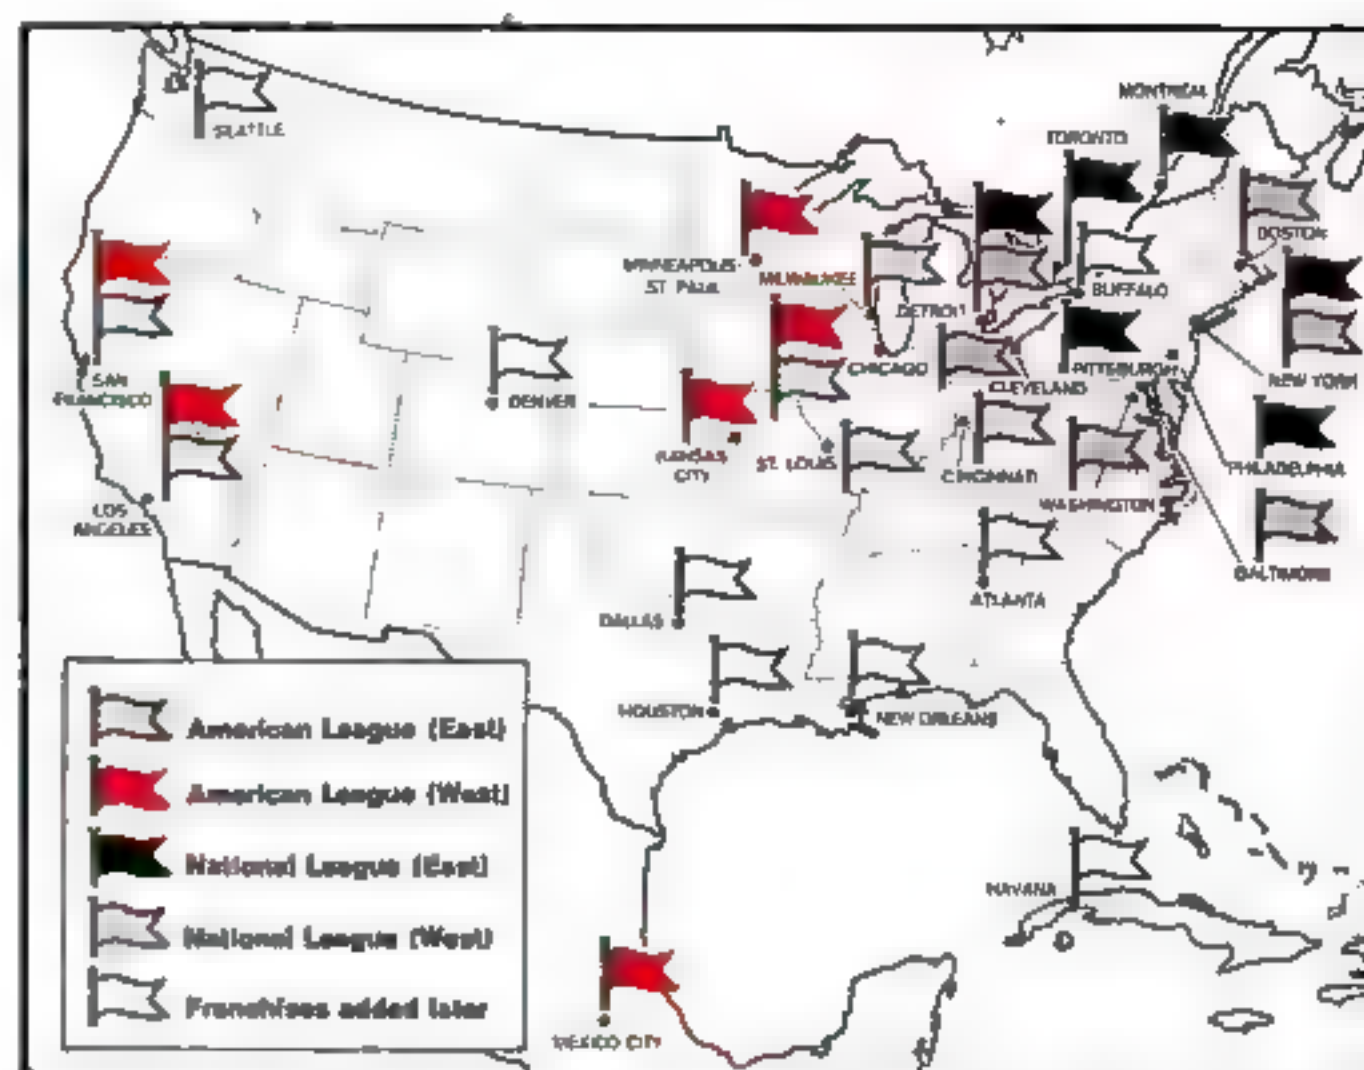 MONTREAL
TORONTO
SEATTLE
BOSTON
MINNEAPOLIS-
ST. PAUL
MILWAUKEE
BUFFALO
DETROIT
CHICAGO
CLEVELAND
PITTSBURGH
NEW YORK
SAN
FRANCISCO
DENVER
KANSAS
CITY
ST. LOUIS
CINCINNATI
PHILADELPHIA
WASHINGTON
LOS
ANGELES
BALTIMORE
ATLANTA
DALLAS
HOUSTON
NEW ORLEANS
American League (East)
American League (West)
National League (East)
National League (West)
Franchises added later
HAVANA
MEXICO CITY